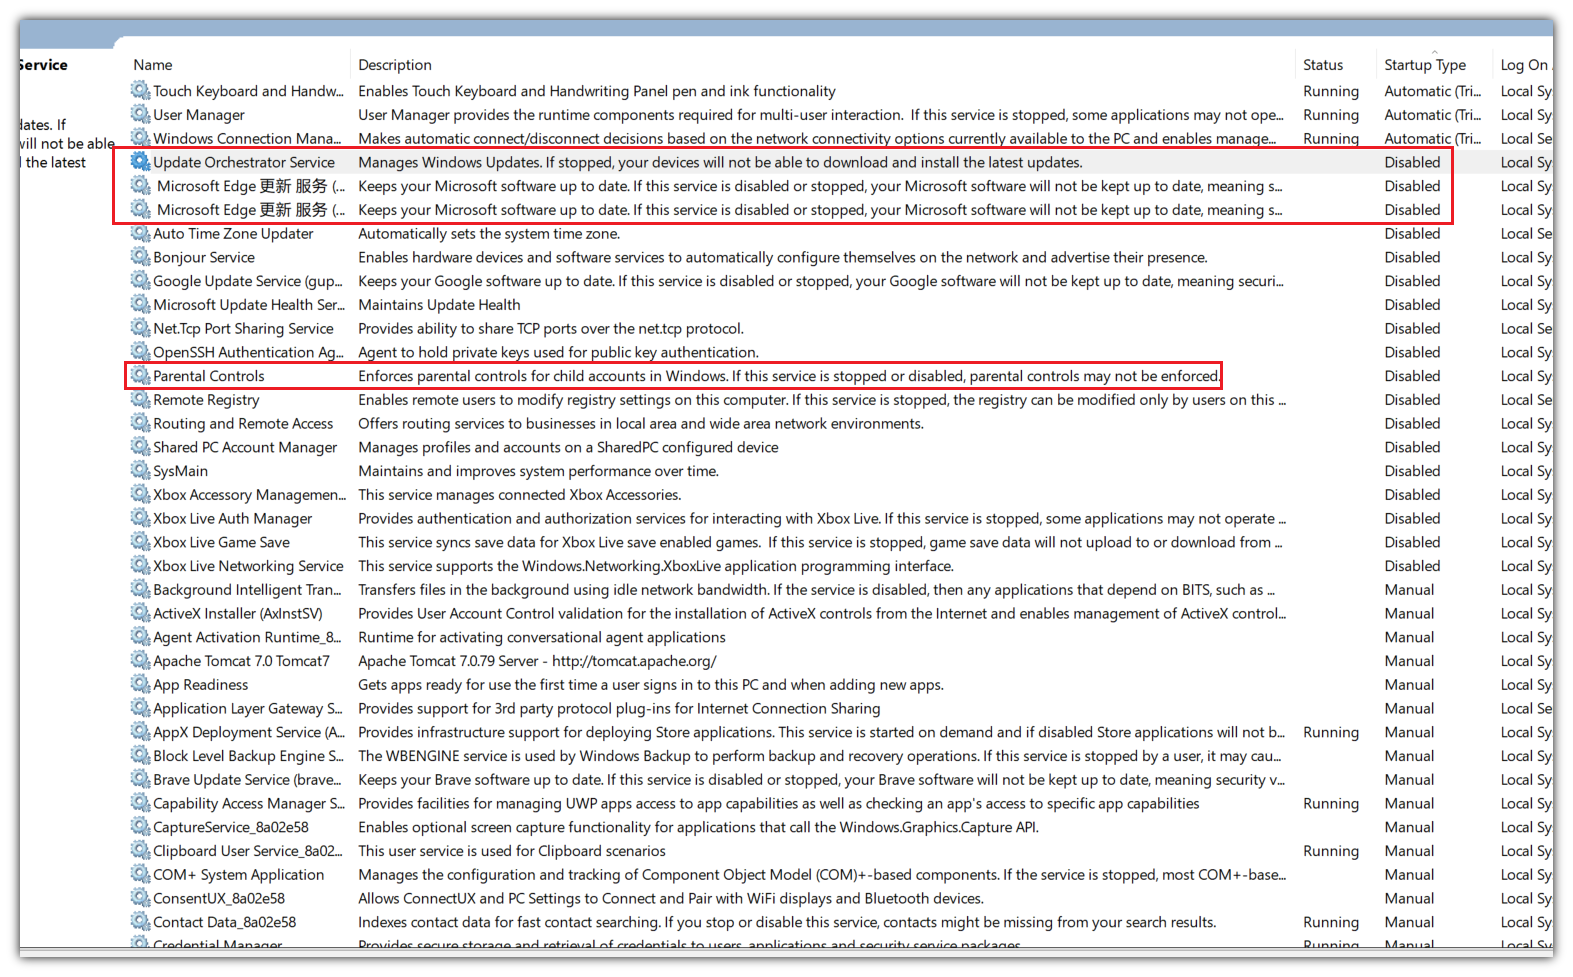 Service
dates. If
will not be able
d the latest
Name Description Status Startup Type Log On
Touch Keyboard and Handw... Enables Touch Keyboard and Handwriting Panel pen and ink functionality Running Automatic (Tri... Local Sy
User Manager User Manager provides the runtime components required for multi-user interaction.  If this service is stopped, some applications may not ope... Running Automatic (Tri... Local Sy
Windows Connection Mana... Makes automatic connect/disconnect decisions based on the network connectivity options currently available to the PC and enables manage... Running Automatic (Tri... Local Se
Update Orchestrator Service Manages Windows Updates. If stopped, your devices will not be able to download and install the latest updates. Disabled Local Sy
Microsoft Edge 更新 服务 (... Keeps your Microsoft software up to date. If this service is disabled or stopped, your Microsoft software will not be kept up to date, meaning s... Disabled Local Sy
Microsoft Edge 更新 服务 (... Keeps your Microsoft software up to date. If this service is disabled or stopped, your Microsoft software will not be kept up to date, meaning s... Disabled Local Sy
Auto Time Zone Updater Automatically sets the system time zone. Disabled Local Se
Bonjour Service Enables hardware devices and software services to automatically configure themselves on the network and advertise their presence. Disabled Local Sy
Google Update Service (gup... Keeps your Google software up to date. If this service is disabled or stopped, your Google software will not be kept up to date, meaning securi... Disabled Local Sy
Microsoft Update Health Ser... Maintains Update Health Disabled Local Sy
Net.Tcp Port Sharing Service Provides ability to share TCP ports over the net.tcp protocol. Disabled Local Se
OpenSSH Authentication Ag... Agent to hold private keys used for public key authentication. Disabled Local Sy
Parental Controls Enforces parental controls for child accounts in Windows. If this service is stopped or disabled, parental controls may not be enforced. Disabled Local Sy
Remote Registry Enables remote users to modify registry settings on this computer. If this service is stopped, the registry can be modified only by users on this ... Disabled Local Se
Routing and Remote Access Offers routing services to businesses in local area and wide area network environments. Disabled Local Sy
Shared PC Account Manager Manages profiles and accounts on a SharedPC configured device Disabled Local Sy
SysMain Maintains and improves system performance over time. Disabled Local Sy
Xbox Accessory Managemen... This service manages connected Xbox Accessories. Disabled Local Sy
Xbox Live Auth Manager Provides authentication and authorization services for interacting with Xbox Live. If this service is stopped, some applications may not operate ... Disabled Local Sy
Xbox Live Game Save This service syncs save data for Xbox Live save enabled games.  If this service is stopped, game save data will not upload to or download from ... Disabled Local Sy
Xbox Live Networking Service This service supports the Windows.Networking.XboxLive application programming interface. Disabled Local Sy
Background Intelligent Tran... Transfers files in the background using idle network bandwidth. If the service is disabled, then any applications that depend on BITS, such as ... Manual Local Sy
ActiveX Installer (AxInstSV) Provides User Account Control validation for the installation of ActiveX controls from the Internet and enables management of ActiveX control... Manual Local Sy
Agent Activation Runtime_8... Runtime for activating conversational agent applications Manual Local Sy
Apache Tomcat 7.0 Tomcat7 Apache Tomcat 7.0.79 Server - http://tomcat.apache.org/ Manual Local Sy
App Readiness Gets apps ready for use the first time a user signs in to this PC and when adding new apps. Manual Local Sy
Application Layer Gateway S... Provides support for 3rd party protocol plug-ins for Internet Connection Sharing Manual Local Se
AppX Deployment Service (A... Provides infrastructure support for deploying Store applications. This service is started on demand and if disabled Store applications will not b... Running Manual Local Sy
Block Level Backup Engine S... The WBENGINE service is used by Windows Backup to perform backup and recovery operations. If this service is stopped by a user, it may cau... Manual Local Sy
Brave Update Service (brave... Keeps your Brave software up to date. If this service is disabled or stopped, your Brave software will not be kept up to date, meaning security v... Manual Local Sy
Capability Access Manager S... Provides facilities for managing UWP apps access to app capabilities as well as checking an app's access to specific app capabilities Running Manual Local Sy
CaptureService_8a02e58 Enables optional screen capture functionality for applications that call the Windows.Graphics.Capture API. Manual Local Sy
Clipboard User Service_8a02... This user service is used for Clipboard scenarios Running Manual Local Sy
COM+ System Application Manages the configuration and tracking of Component Object Model (COM)+-based components. If the service is stopped, most COM+-base... Manual Local Sy
ConsentUX_8a02e58 Allows ConnectUX and PC Settings to Connect and Pair with WiFi displays and Bluetooth devices. Manual Local Sy
Contact Data_8a02e58 Indexes contact data for fast contact searching. If you stop or disable this service, contacts might be missing from your search results. Running Manual Local Sy
Credential Manager Provides secure storage and retrieval of credentials to users, applications and security service packages. Running Manual Local Sy